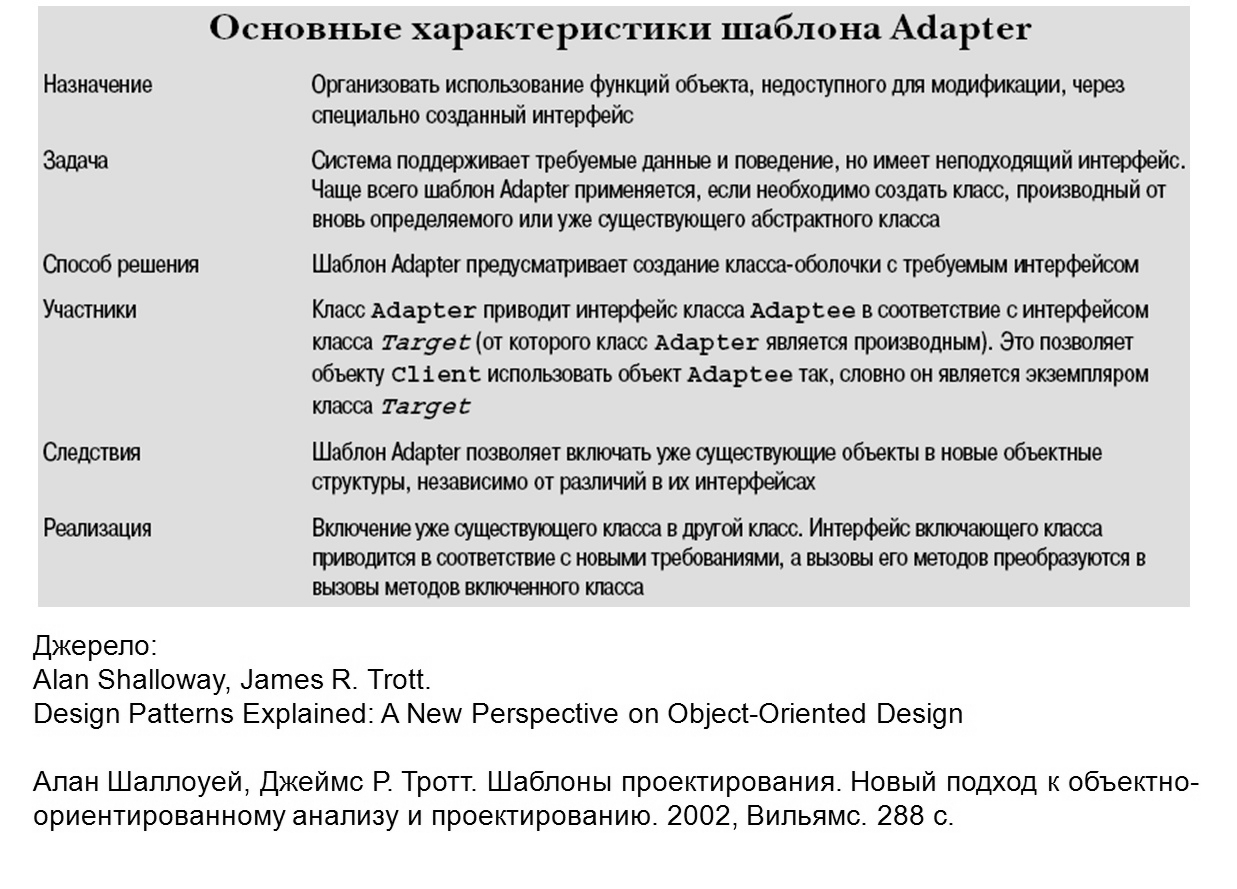 Основные характеристики шаблона Adapter
Назначение Организовать использование функций объекта, недоступного для модификации, через
специально созданный интерфейс
Задача Система поддерживает требуемые данные и поведение, но имеет неподходящий интерфейс.
Чаще всего шаблон Adapter применяется, если необходимо создать класс, производный от
вновь определяемого или уже существующего абстрактного класса
Способ решения Шаблон Adapter предусматривает создание класса-оболочки с требуемым интерфейсом
Участники Класс Adapter приводит интерфейс класса Adaptee в соответствие с интерфейсом
класса Target (от которого класс Adapter является производным). Это позволяет
объекту Client использовать объект Adaptee так, словно он является экземпляром
класса Target
Следствия Шаблон Adapter позволяет включать уже существующие объекты в новые объектные
структуры, независимо от различий в их интерфейсах
Реализация Включение уже существующего класса в другой класс. Интерфейс включающего класса
приводится в соответствие с новыми требованиями, а вызовы его методов преобразуются в
вызовы методов включенного класса
Джерело:
Alan Shalloway, James R. Trott.
Design Patterns Explained: A New Perspective on Object-Oriented Design
Алан Шаллоуей, Джеймс Р. Тротт. Шаблоны проектирования. Новый подход к объектно-
ориентированному анализу и проектированию. 2002, Вильямс. 288 с.